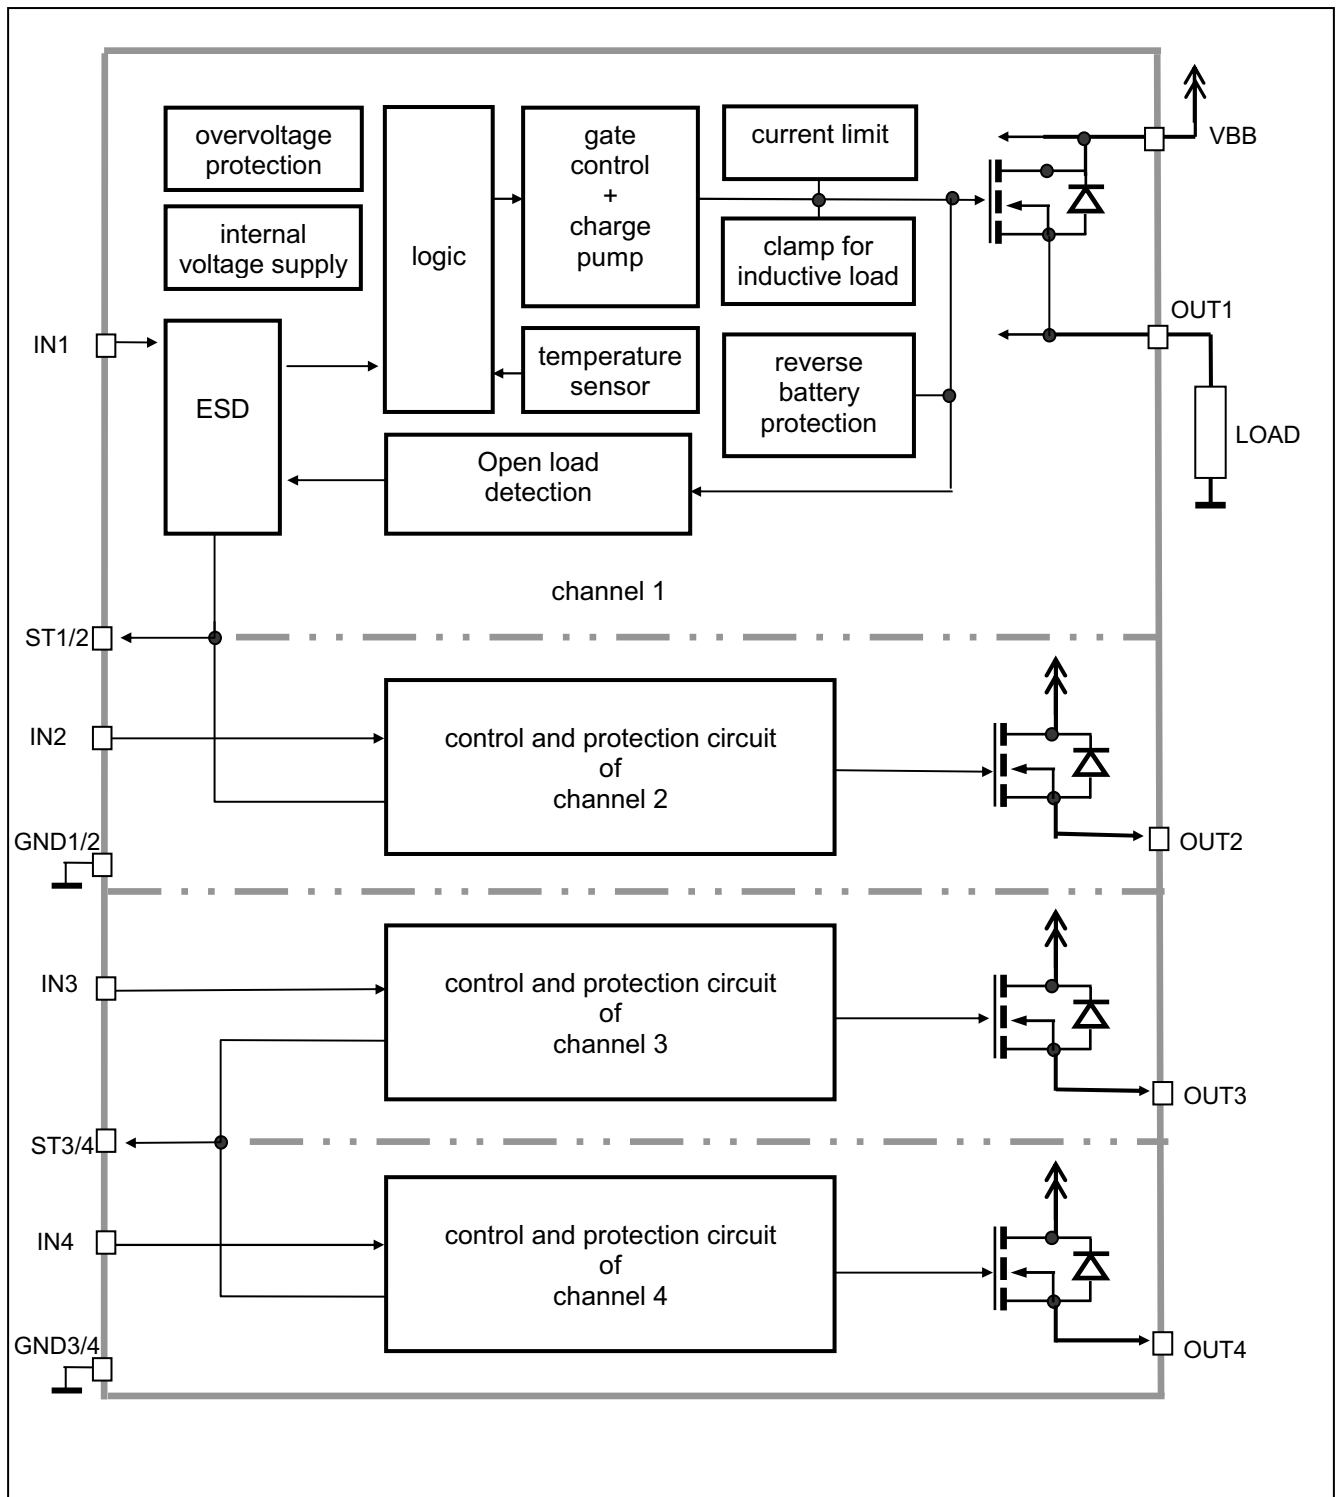 overvoltage
protection
internal
voltage supply
logic
gate
control
+
charge
pump
current limit
clamp for
inductive load
VBB
OUT1
IN1
ESD
temperature
sensor
reverse
battery
protection
LOAD
Open load
detection
channel 1
ST1/2
IN2
control and protection circuit
of
channel 2
GND1/2
OUT2
IN3
control and protection circuit
of
channel 3
OUT3
ST3/4
IN4
control and protection circuit
of
channel 4
GND3/4
OUT4